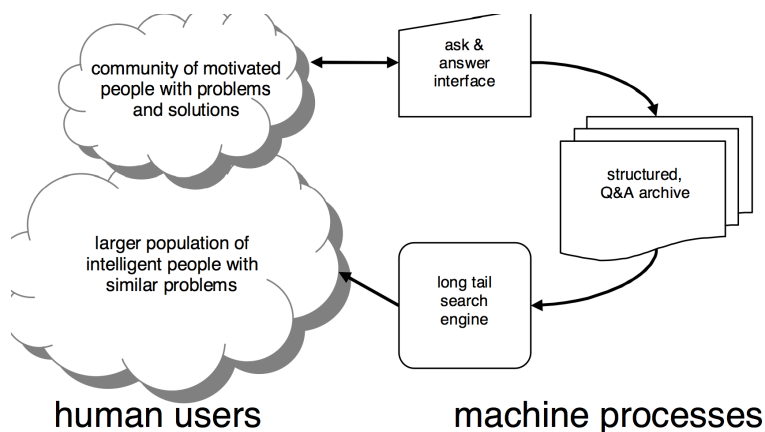 community of motivated
people with problems
and solutions
ask &
answer
interface
structured,
Q&A archive
larger population of
intelligent people with
similar problems
long tail
search
engine
human users
machine processes